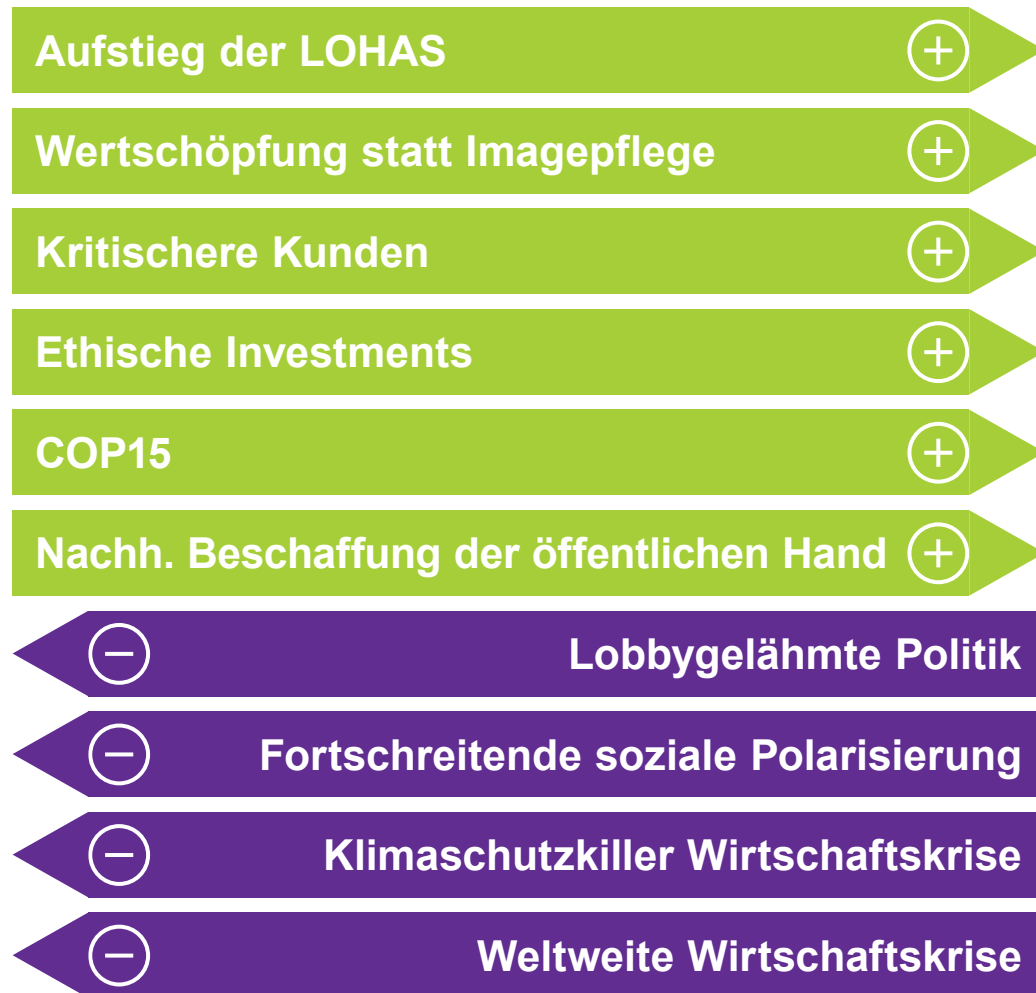 Aufstieg der LOHAS
Wertschöpfung statt Imagepflege
Kritischere Kunden
Ethische Investments
COP15
Nachh. Beschaffung der öffentlichen Hand
Lobbygelähmte Politik
Fortschreitende soziale Polarisierung
Klimaschutzkiller Wirtschaftskrise
Weltweite Wirtschaftskrise